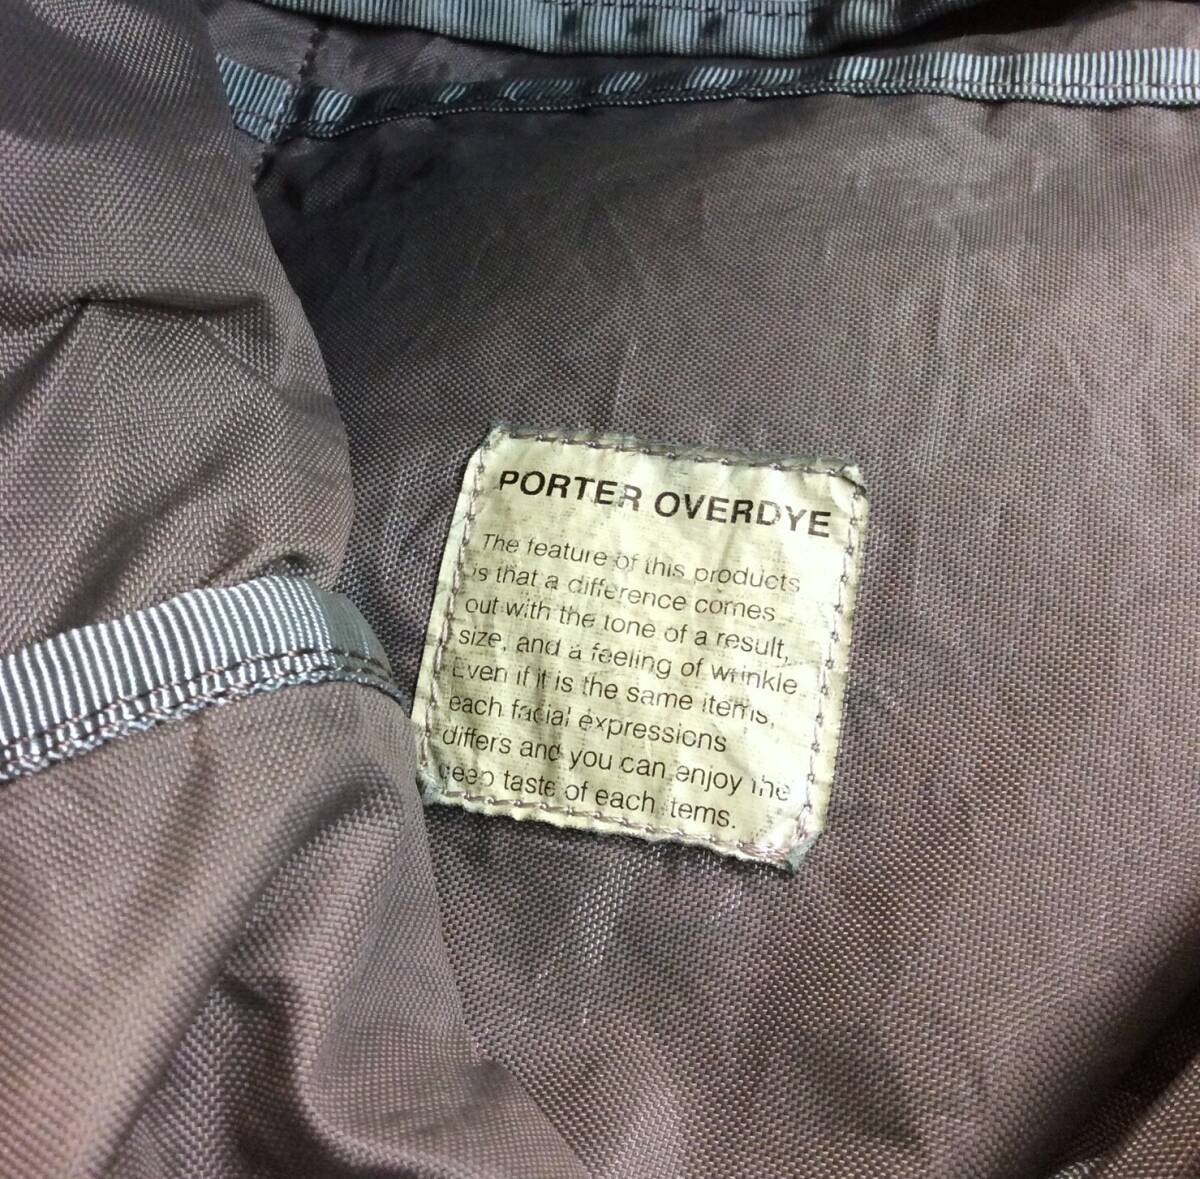 PORTER OVERDYE
The feature of this products
is that a difference comes
out with the tone of a result,
size, and a feeling of wrinkle.
Even if it is the same items,
each facial expressions
differs and you can enjoy the
deep taste of each items.